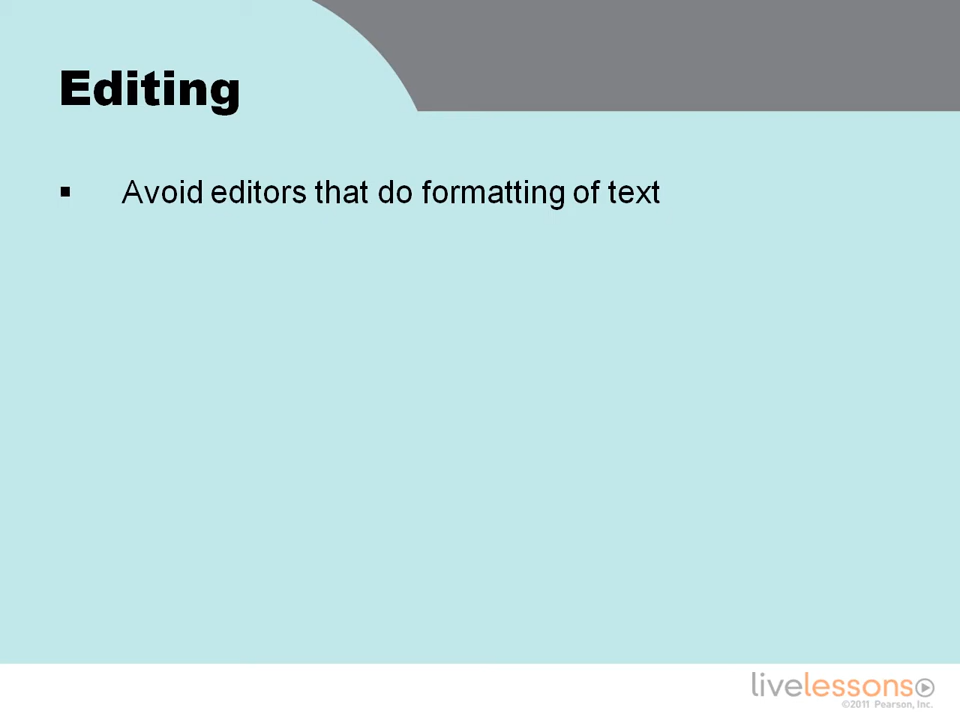 Editing
▪ Avoid editors that do formatting of text
livelessons
©2011 Pearson, Inc.